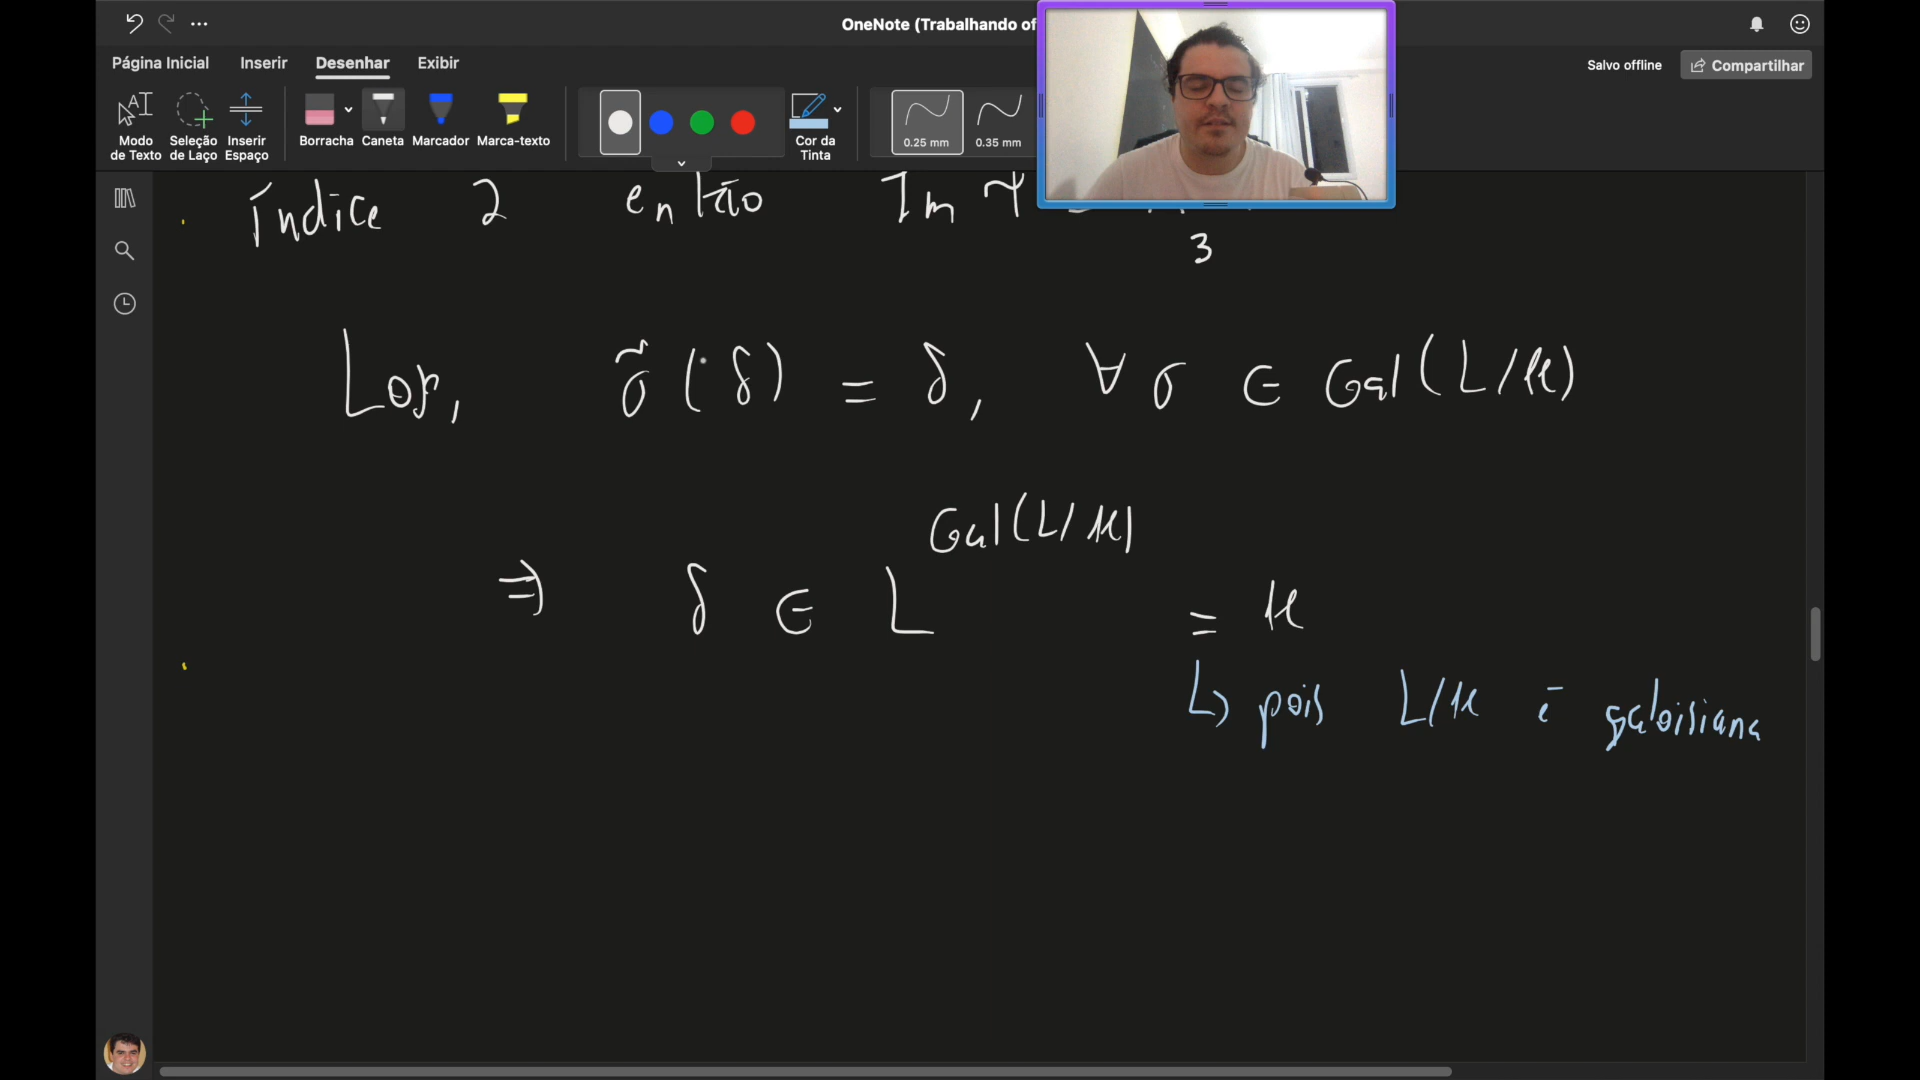 OneNote (Trabalhando of
Página Inicial Inserir Desenhar Exibir
Salvo offline Compartilhar
Modo de Texto Seleção de Laço Inserir Espaço Borracha Caneta Marcador Marca-texto Cor da Tinta 0.25 mm 0.35 mm
índice 2 então Im
3
Logo, σ̃(δ) = δ, ∀ σ ∈ Gal(L/K)
⇒ δ ∈ L^Gal(L/K) = K
↳ pois L/K é galoisiana